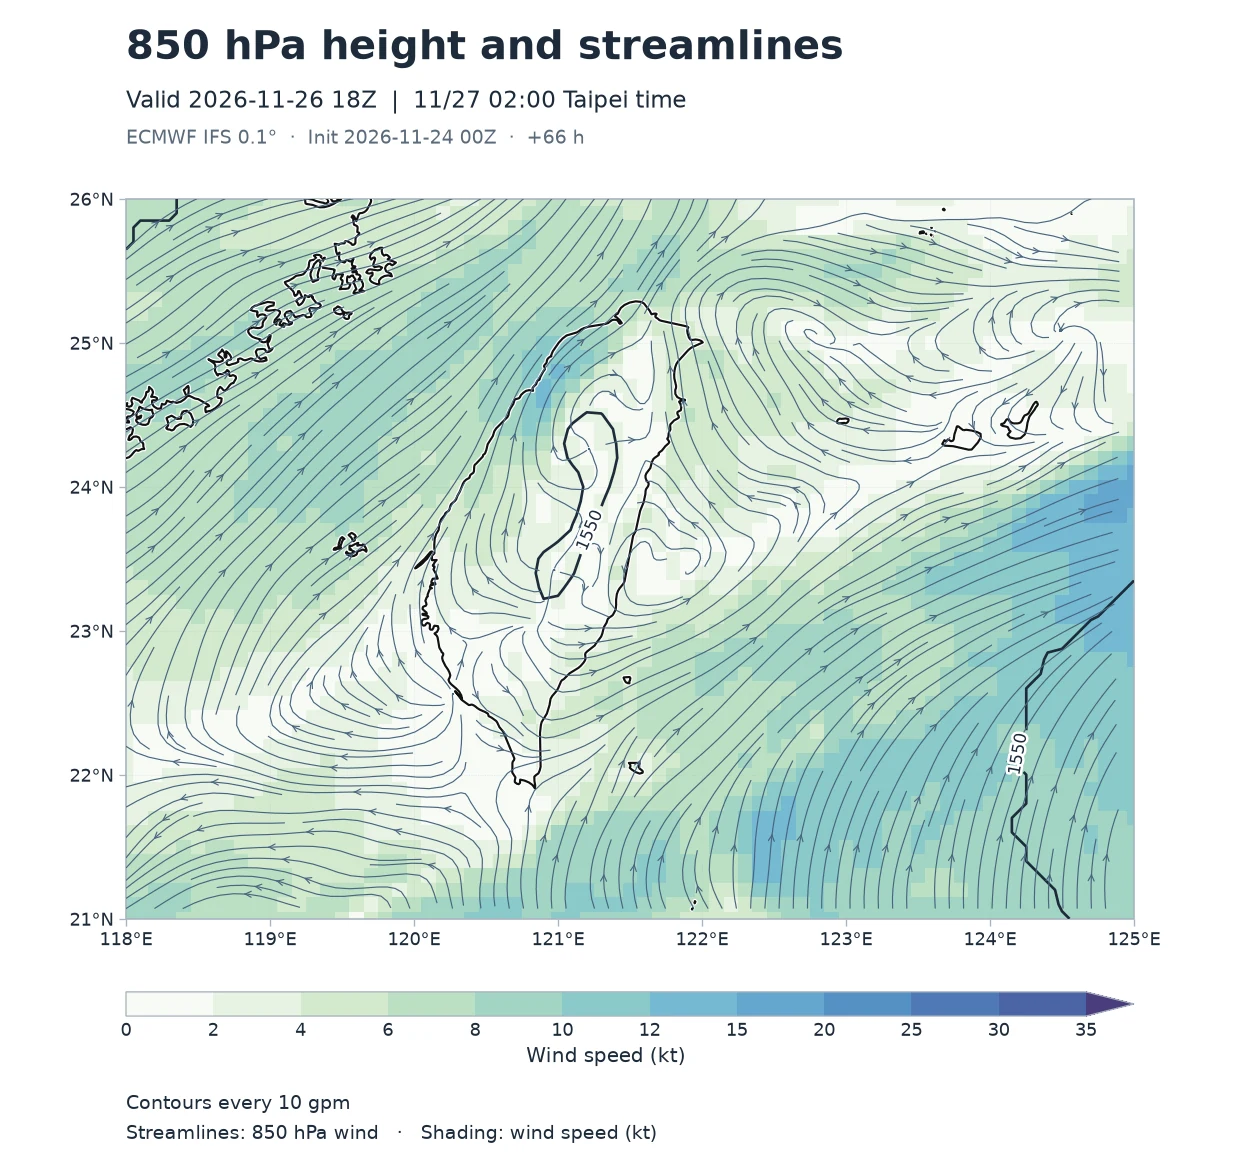 850 hPa height and streamlines
Valid 2026-11-26 18Z | 11/27 02:00 Taipei time
ECMWF IFS 0.1° · Init 2026-11-24 00Z · +66 h
26°N
25°N
24°N
23°N
22°N
21°N
1550
1550
118°E 119°E 120°E 121°E 122°E 123°E 124°E 125°E
0 2 4 6 8 10 12 15 20 25 30 35
Wind speed (kt)
Contours every 10 gpm
Streamlines: 850 hPa wind · Shading: wind speed (kt)